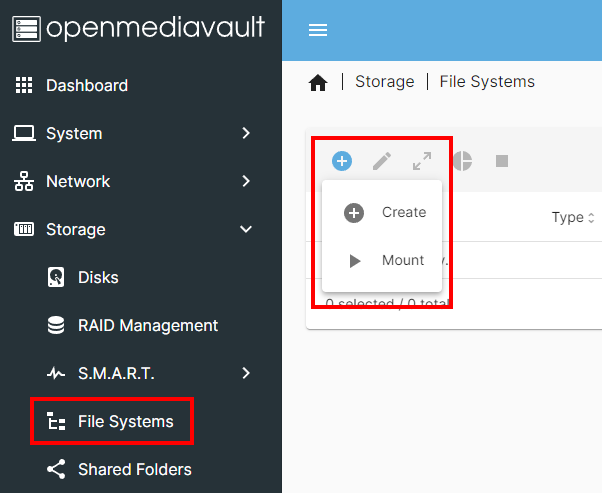 openmediavault
Dashboard
System
Network
Storage
Disks
RAID Management
S.M.A.R.T.
File Systems
Shared Folders
Storage | File Systems
Create
Mount
Type
0 selected / 0 total